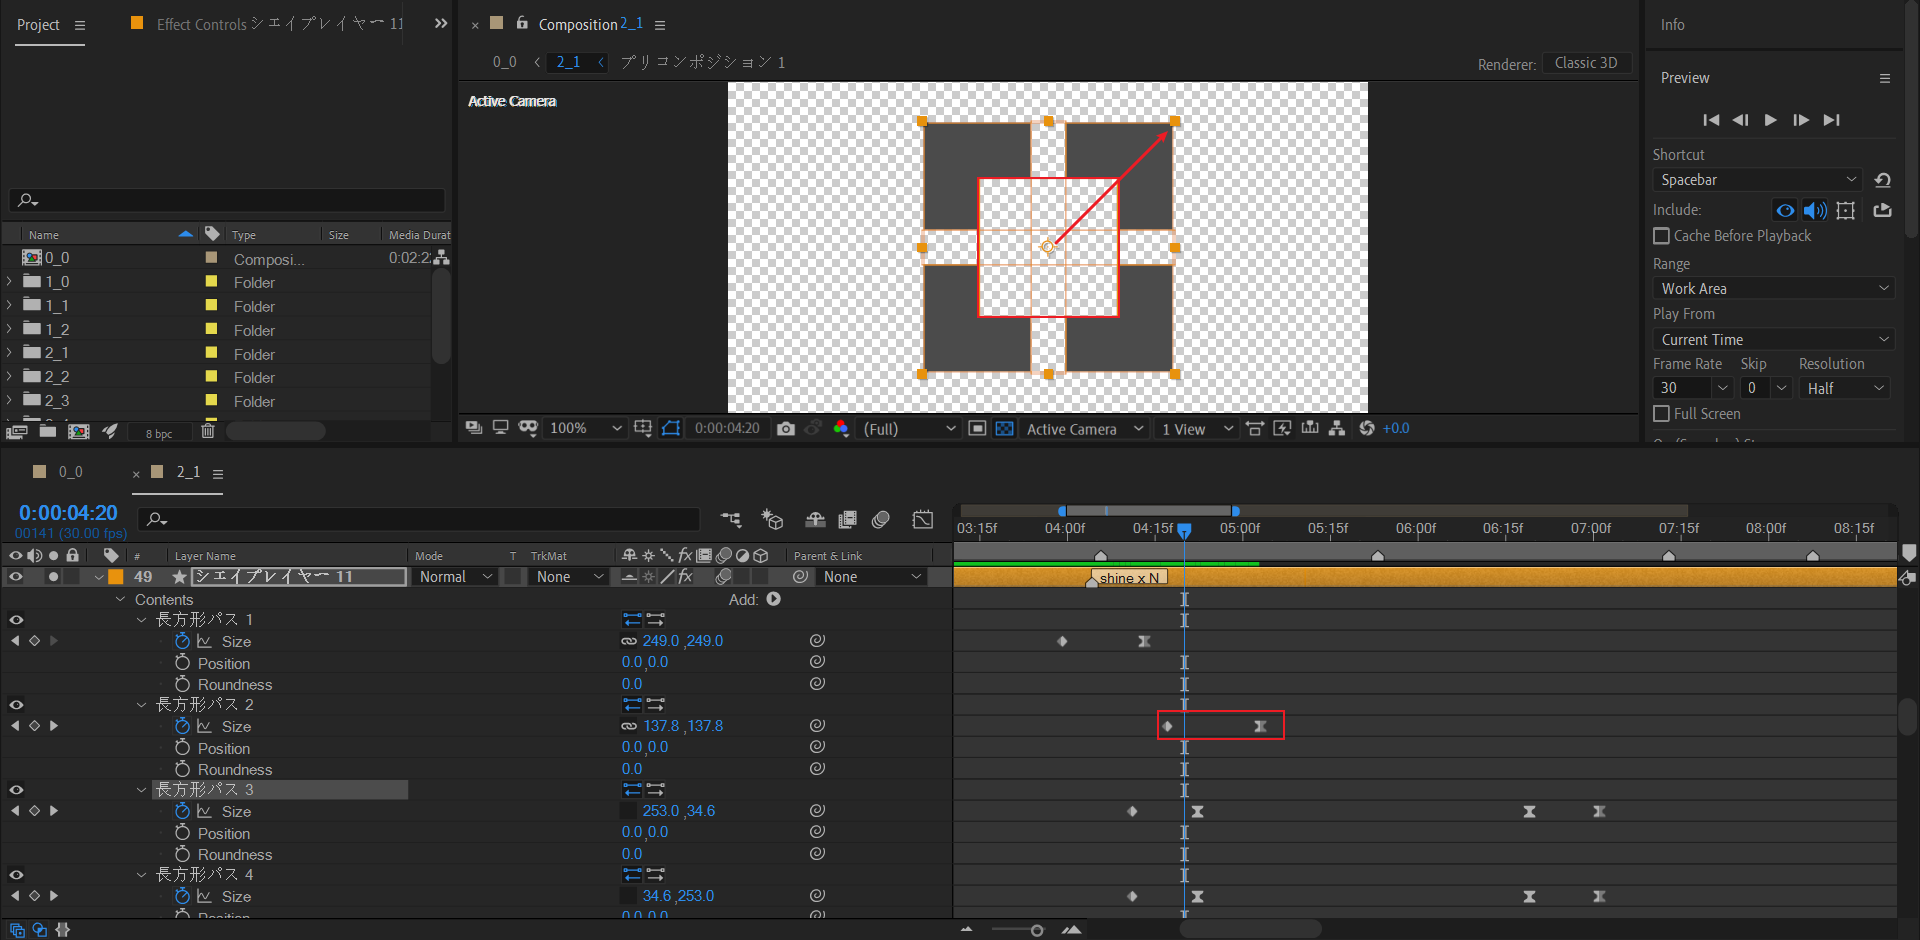 Project
Effect Controls シェイプレイヤー 11
Composition 2_1
0_0
2_1
プリコンポジション 1
Renderer:
Classic 3D
Active Camera
Name
Type
Size
Media Durat
0_0
Composi...
0:02:2
1_0
Folder
1_1
Folder
1_2
Folder
2_1
Folder
2_2
Folder
2_3
Folder
8 bpc
100%
0:00:04:20
(Full)
Active Camera
1 View
+0.0
Info
Preview
Shortcut
Spacebar
Include:
Cache Before Playback
Range
Work Area
Play From
Current Time
Frame Rate
Skip
Resolution
30
0
Half
Full Screen
0_0
2_1
0:00:04:20
00141 (30.00 fps)
03:15f
04:00f
04:15f
05:00f
05:15f
06:00f
06:15f
07:00f
07:15f
08:00f
08:15f
#
Layer Name
Mode
T
TrkMat
Parent & Link
49
シェイプレイヤー 11
Normal
None
None
shine x N
Contents
Add:
長方形パス 1
Size
249.0 ,249.0
Position
0.0 ,0.0
Roundness
0.0
長方形パス 2
Size
137.8 ,137.8
Position
0.0 ,0.0
Roundness
0.0
長方形パス 3
Size
253.0 ,34.6
Position
0.0 ,0.0
Roundness
0.0
長方形パス 4
Size
34.6 ,253.0
Position
0.0 ,0.0